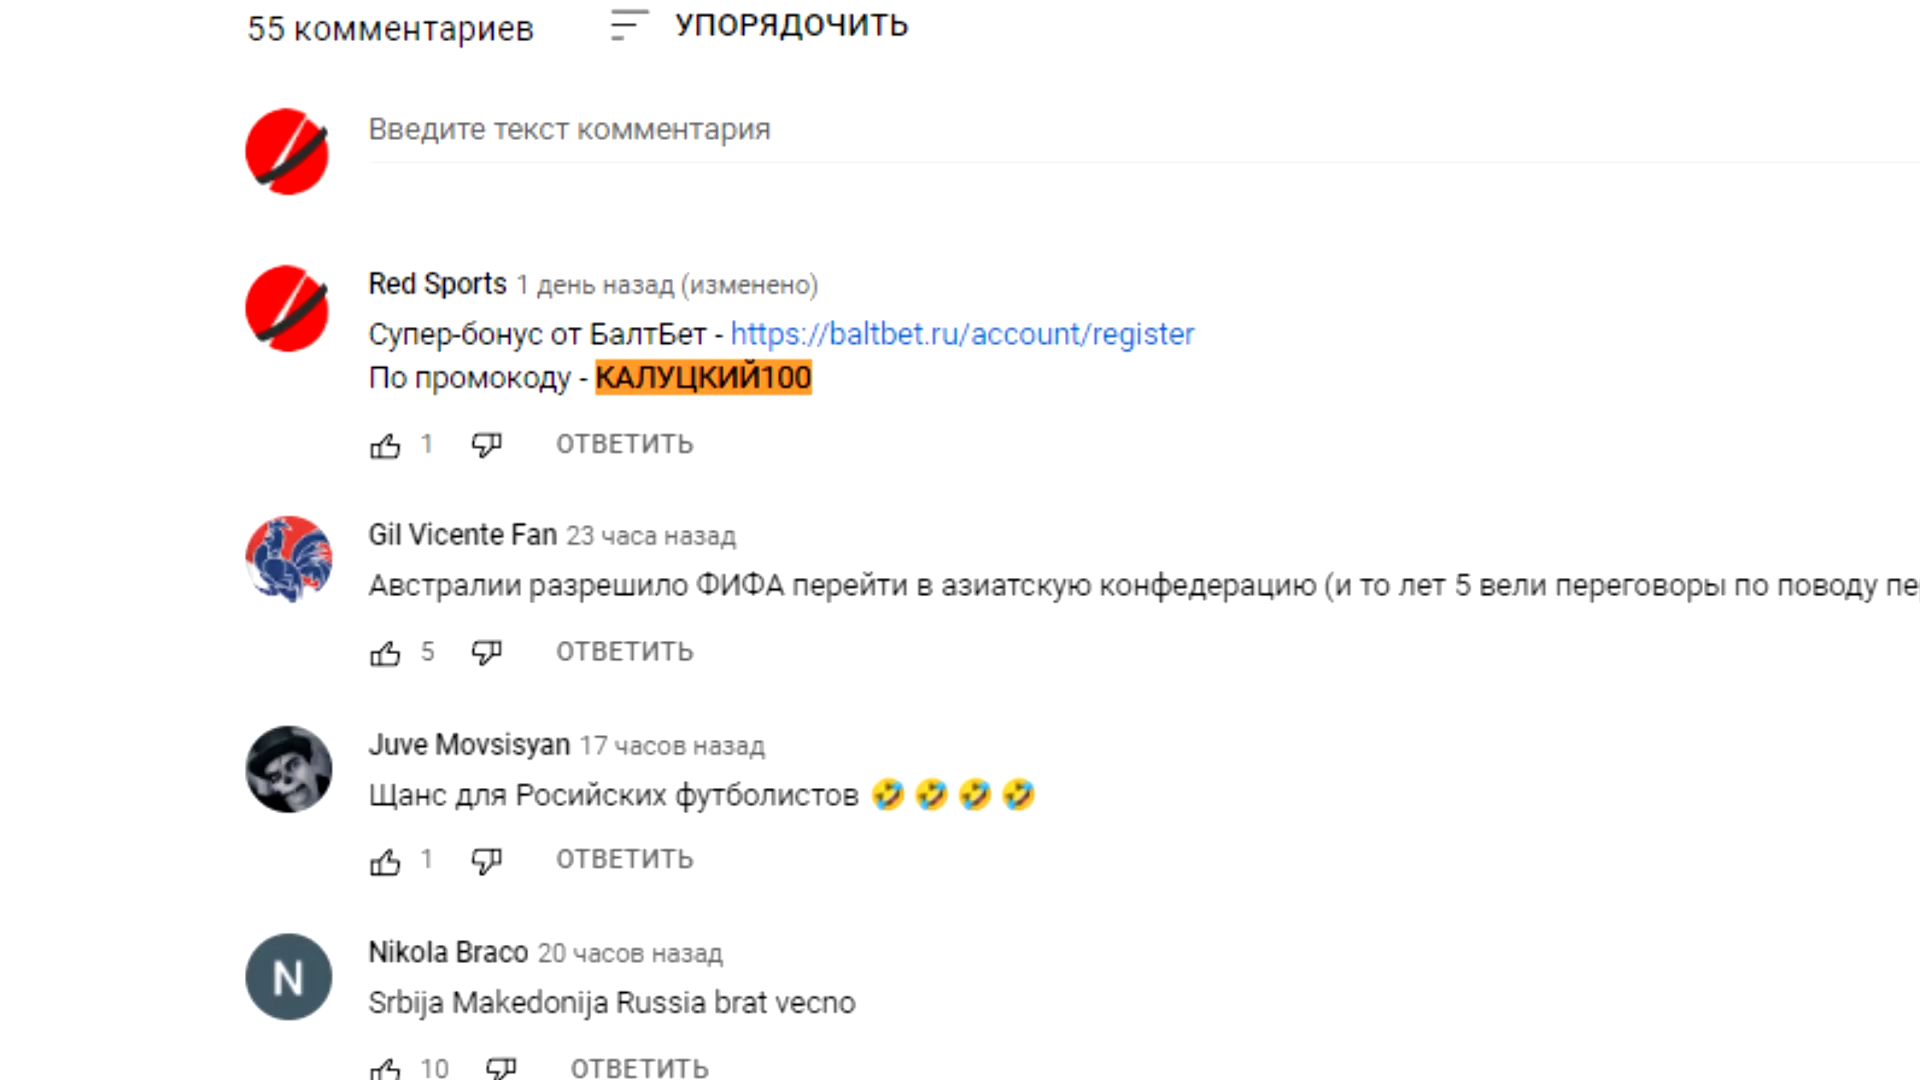 55 комментариев
УПОРЯДОЧИТЬ
Введите текст комментария
Red Sports 1 день назад (изменено)
Супер-бонус от БалтБет - https://baltbet.ru/account/register
По промокоду - КАЛУЦКИЙ100
1 ОТВЕТИТЬ
Gil Vicente Fan 23 часа назад
Австралии разрешило ФИФА перейти в азиатскую конфедерацию (и то лет 5 вели переговоры по поводу
5 ОТВЕТИТЬ
Juve Movsisyan 17 часов назад
Щанс для Росийских футболистов 🤣 🤣 🤣 🤣
1 ОТВЕТИТЬ
N
Nikola Braco 20 часов назад
Srbija Makedonija Russia brat vecno
10 ОТВЕТИТЬ